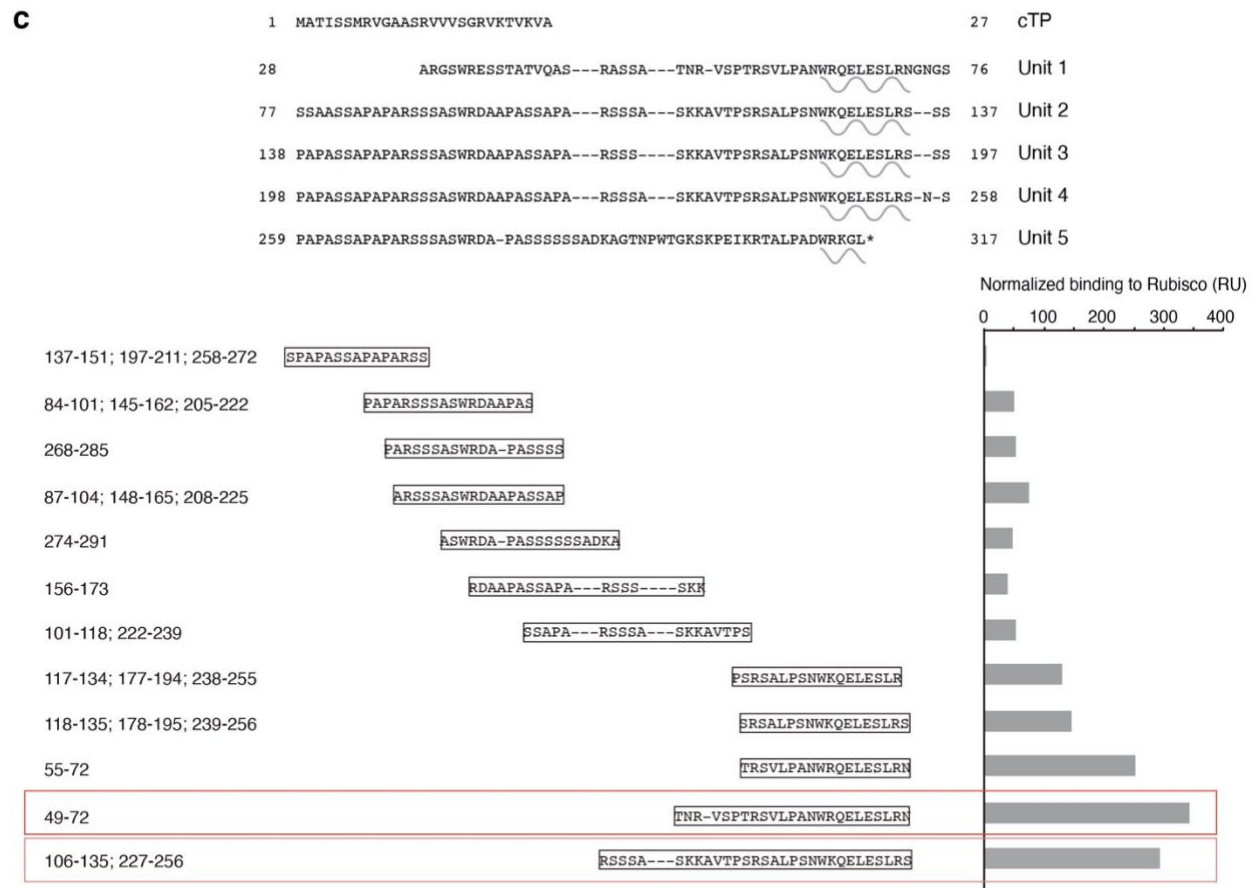 c
1 MATISSMRVGAASRVVVSGRVKTVKVA 27 cTP
28 ARGSWRESSTATVQAS---RASSA---TNR-VSPTRSVLPANWRQELESLRNGNGS 76 Unit 1
77 SSAASSAPAPARSSSASWRDAAPASSAPA---RSSSA---SKKAVTPSRSALPSNWKQELESLRS--SS 137 Unit 2
138 PAPASSAPAPARSSSASWRDAAPASSAPA---RSSS----SKKAVTPSRSALPSNWKQELESLRS--SS 197 Unit 3
198 PAPASSAPAPARSSSASWRDAAPASSAPA---RSSSA---SKKAVTPSRSALPSNWKQELESLRS-N-S 258 Unit 4
259 PAPASSAPAPARSSSASWRDA-PASSSSSSADKAGTNPWTGKSKPEIKRTALPADWRKGL* 317 Unit 5
Normalized binding to Rubisco (RU)
0 100 200 300 400
137-151; 197-211; 258-272 SPAPASSAPAPARSS
84-101; 145-162; 205-222 PAPARSSSASWRDAAPAS
268-285 PARSSSASWRDA-PASSSS
87-104; 148-165; 208-225 ARSSSASWRDAAPASSAP
274-291 ASWRDA-PASSSSSSADKA
156-173 RDAAPASSAPA---RSSS----SKK
101-118; 222-239 SSAPA---RSSSA---SKKAVTPS
117-134; 177-194; 238-255 PSRSALPSNWKQELESLR
118-135; 178-195; 239-256 SRSALPSNWKQELESLRS
55-72 TRSVLPANWRQELESLRN
49-72 TNR-VSPTRSVLPANWRQELESLRN
106-135; 227-256 RSSSA---SKKAVTPSRSALPSNWKQELESLRS